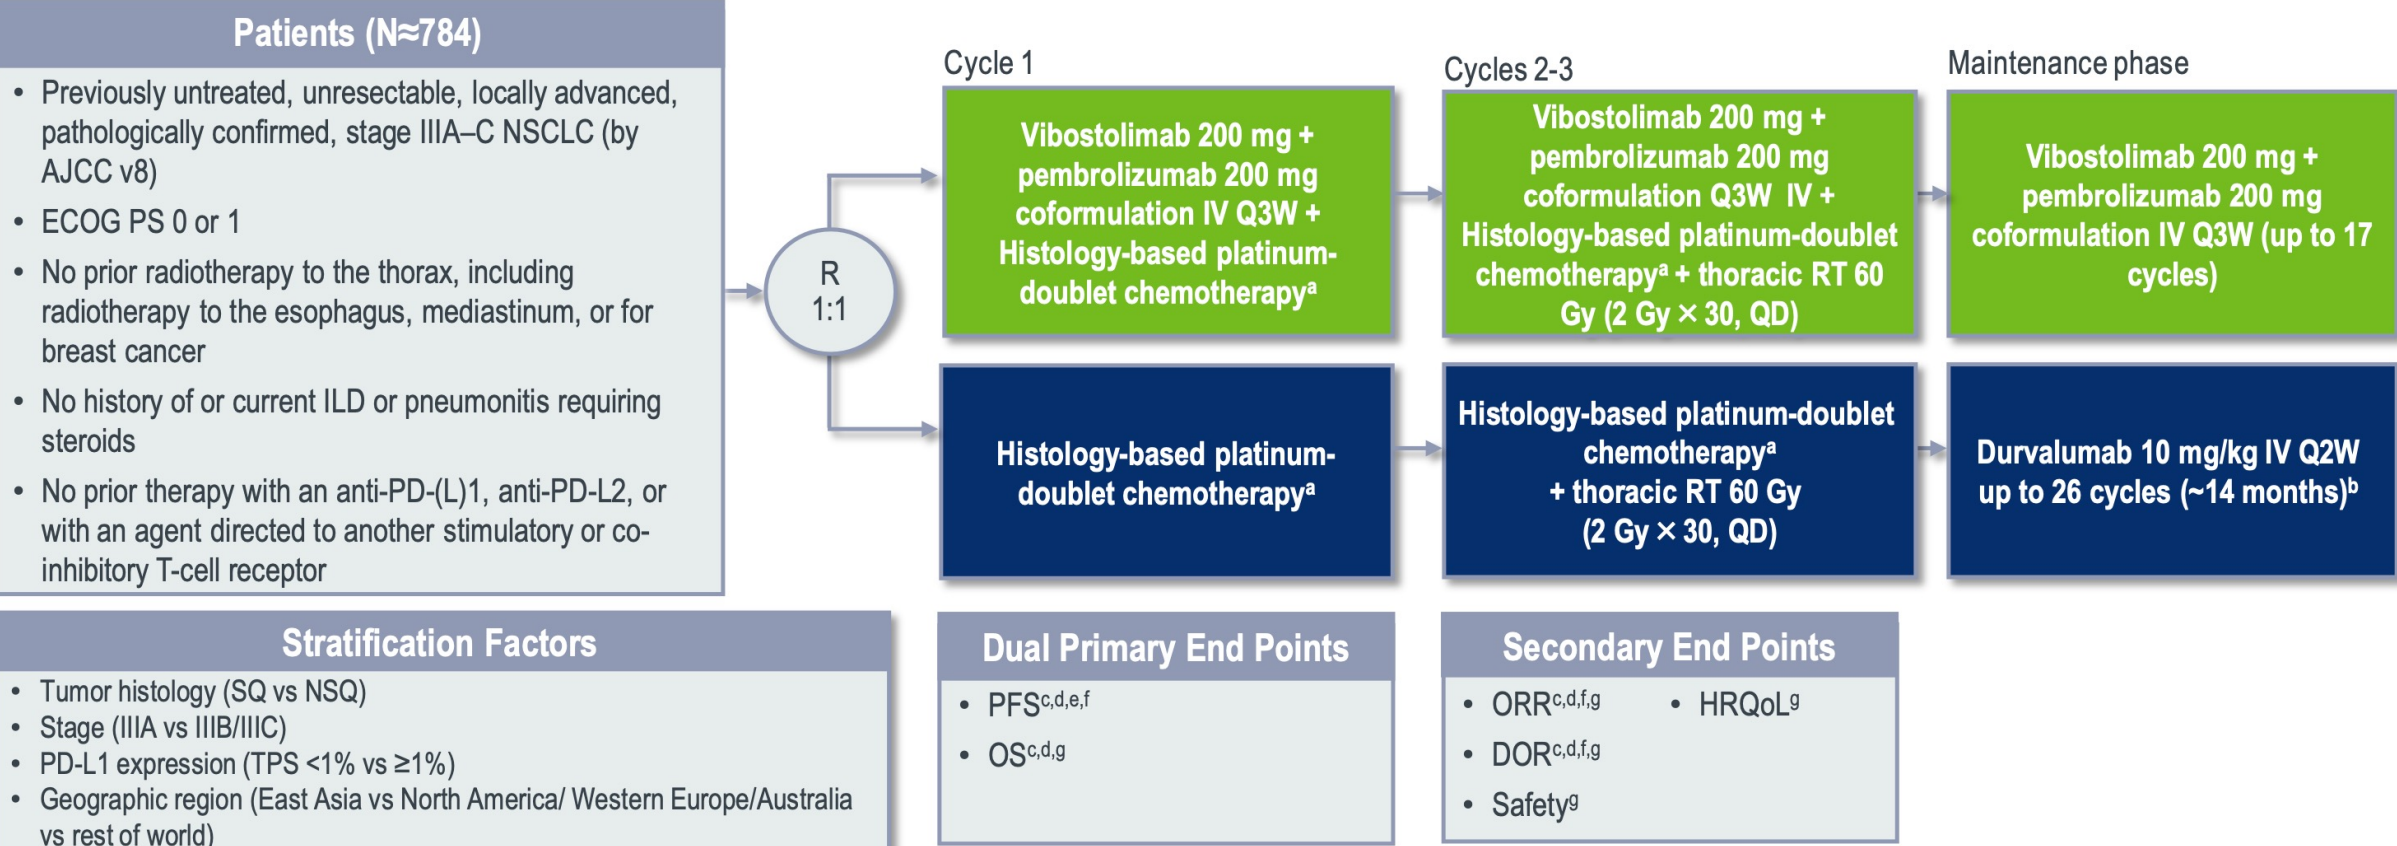 Patients (N≈784)
• Previously untreated, unresectable, locally advanced,
pathologically confirmed, stage IIIA–C NSCLC (by
AJCC v8)
• ECOG PS 0 or 1
• No prior radiotherapy to the thorax, including
radiotherapy to the esophagus, mediastinum, or for
breast cancer
• No history of or current ILD or pneumonitis requiring
steroids
• No prior therapy with an anti-PD-(L)1, anti-PD-L2, or
with an agent directed to another stimulatory or co-
inhibitory T-cell receptor
R
1:1
Cycle 1
Vibostolimab 200 mg +
pembrolizumab 200 mg
coformulation IV Q3W +
Histology-based platinum-
doublet chemotherapyᵃ
Cycles 2-3
Vibostolimab 200 mg +
pembrolizumab 200 mg
coformulation Q3W IV +
Histology-based platinum-doublet
chemotherapyᵃ + thoracic RT 60
Gy (2 Gy × 30, QD)
Maintenance phase
Vibostolimab 200 mg +
pembrolizumab 200 mg
coformulation IV Q3W (up to 17
cycles)
Histology-based platinum-
doublet chemotherapyᵃ
Histology-based platinum-doublet
chemotherapyᵃ
+ thoracic RT 60 Gy
(2 Gy × 30, QD)
Durvalumab 10 mg/kg IV Q2W
up to 26 cycles (~14 months)ᵇ
Stratification Factors
• Tumor histology (SQ vs NSQ)
• Stage (IIIA vs IIIB/IIIC)
• PD-L1 expression (TPS <1% vs ≥1%)
• Geographic region (East Asia vs North America/ Western Europe/Australia
vs rest of world)
Dual Primary End Points
• PFSᶜ,ᵈ,ᵉ,ᶠ
• OSᶜ,ᵈ,ᵍ
Secondary End Points
• ORRᶜ,ᵈ,ᶠ,ᵍ
• DORᶜ,ᵈ,ᶠ,ᵍ
• Safetyᵍ
• HRQoLᵍ